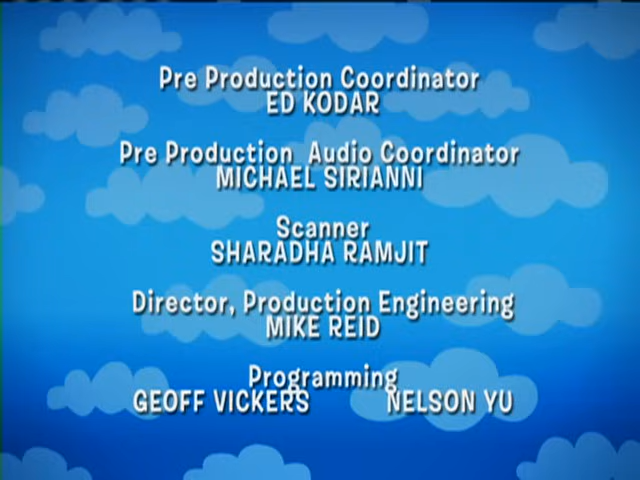 Pre Production Coordinator
ED KODAR
Pre Production Audio Coordinator
MICHAEL SIRIANNI
Scanner
SHARADHA RAMJIT
Director, Production Engineering
MIKE REID
Programming
GEOFF VICKERS NELSON YU